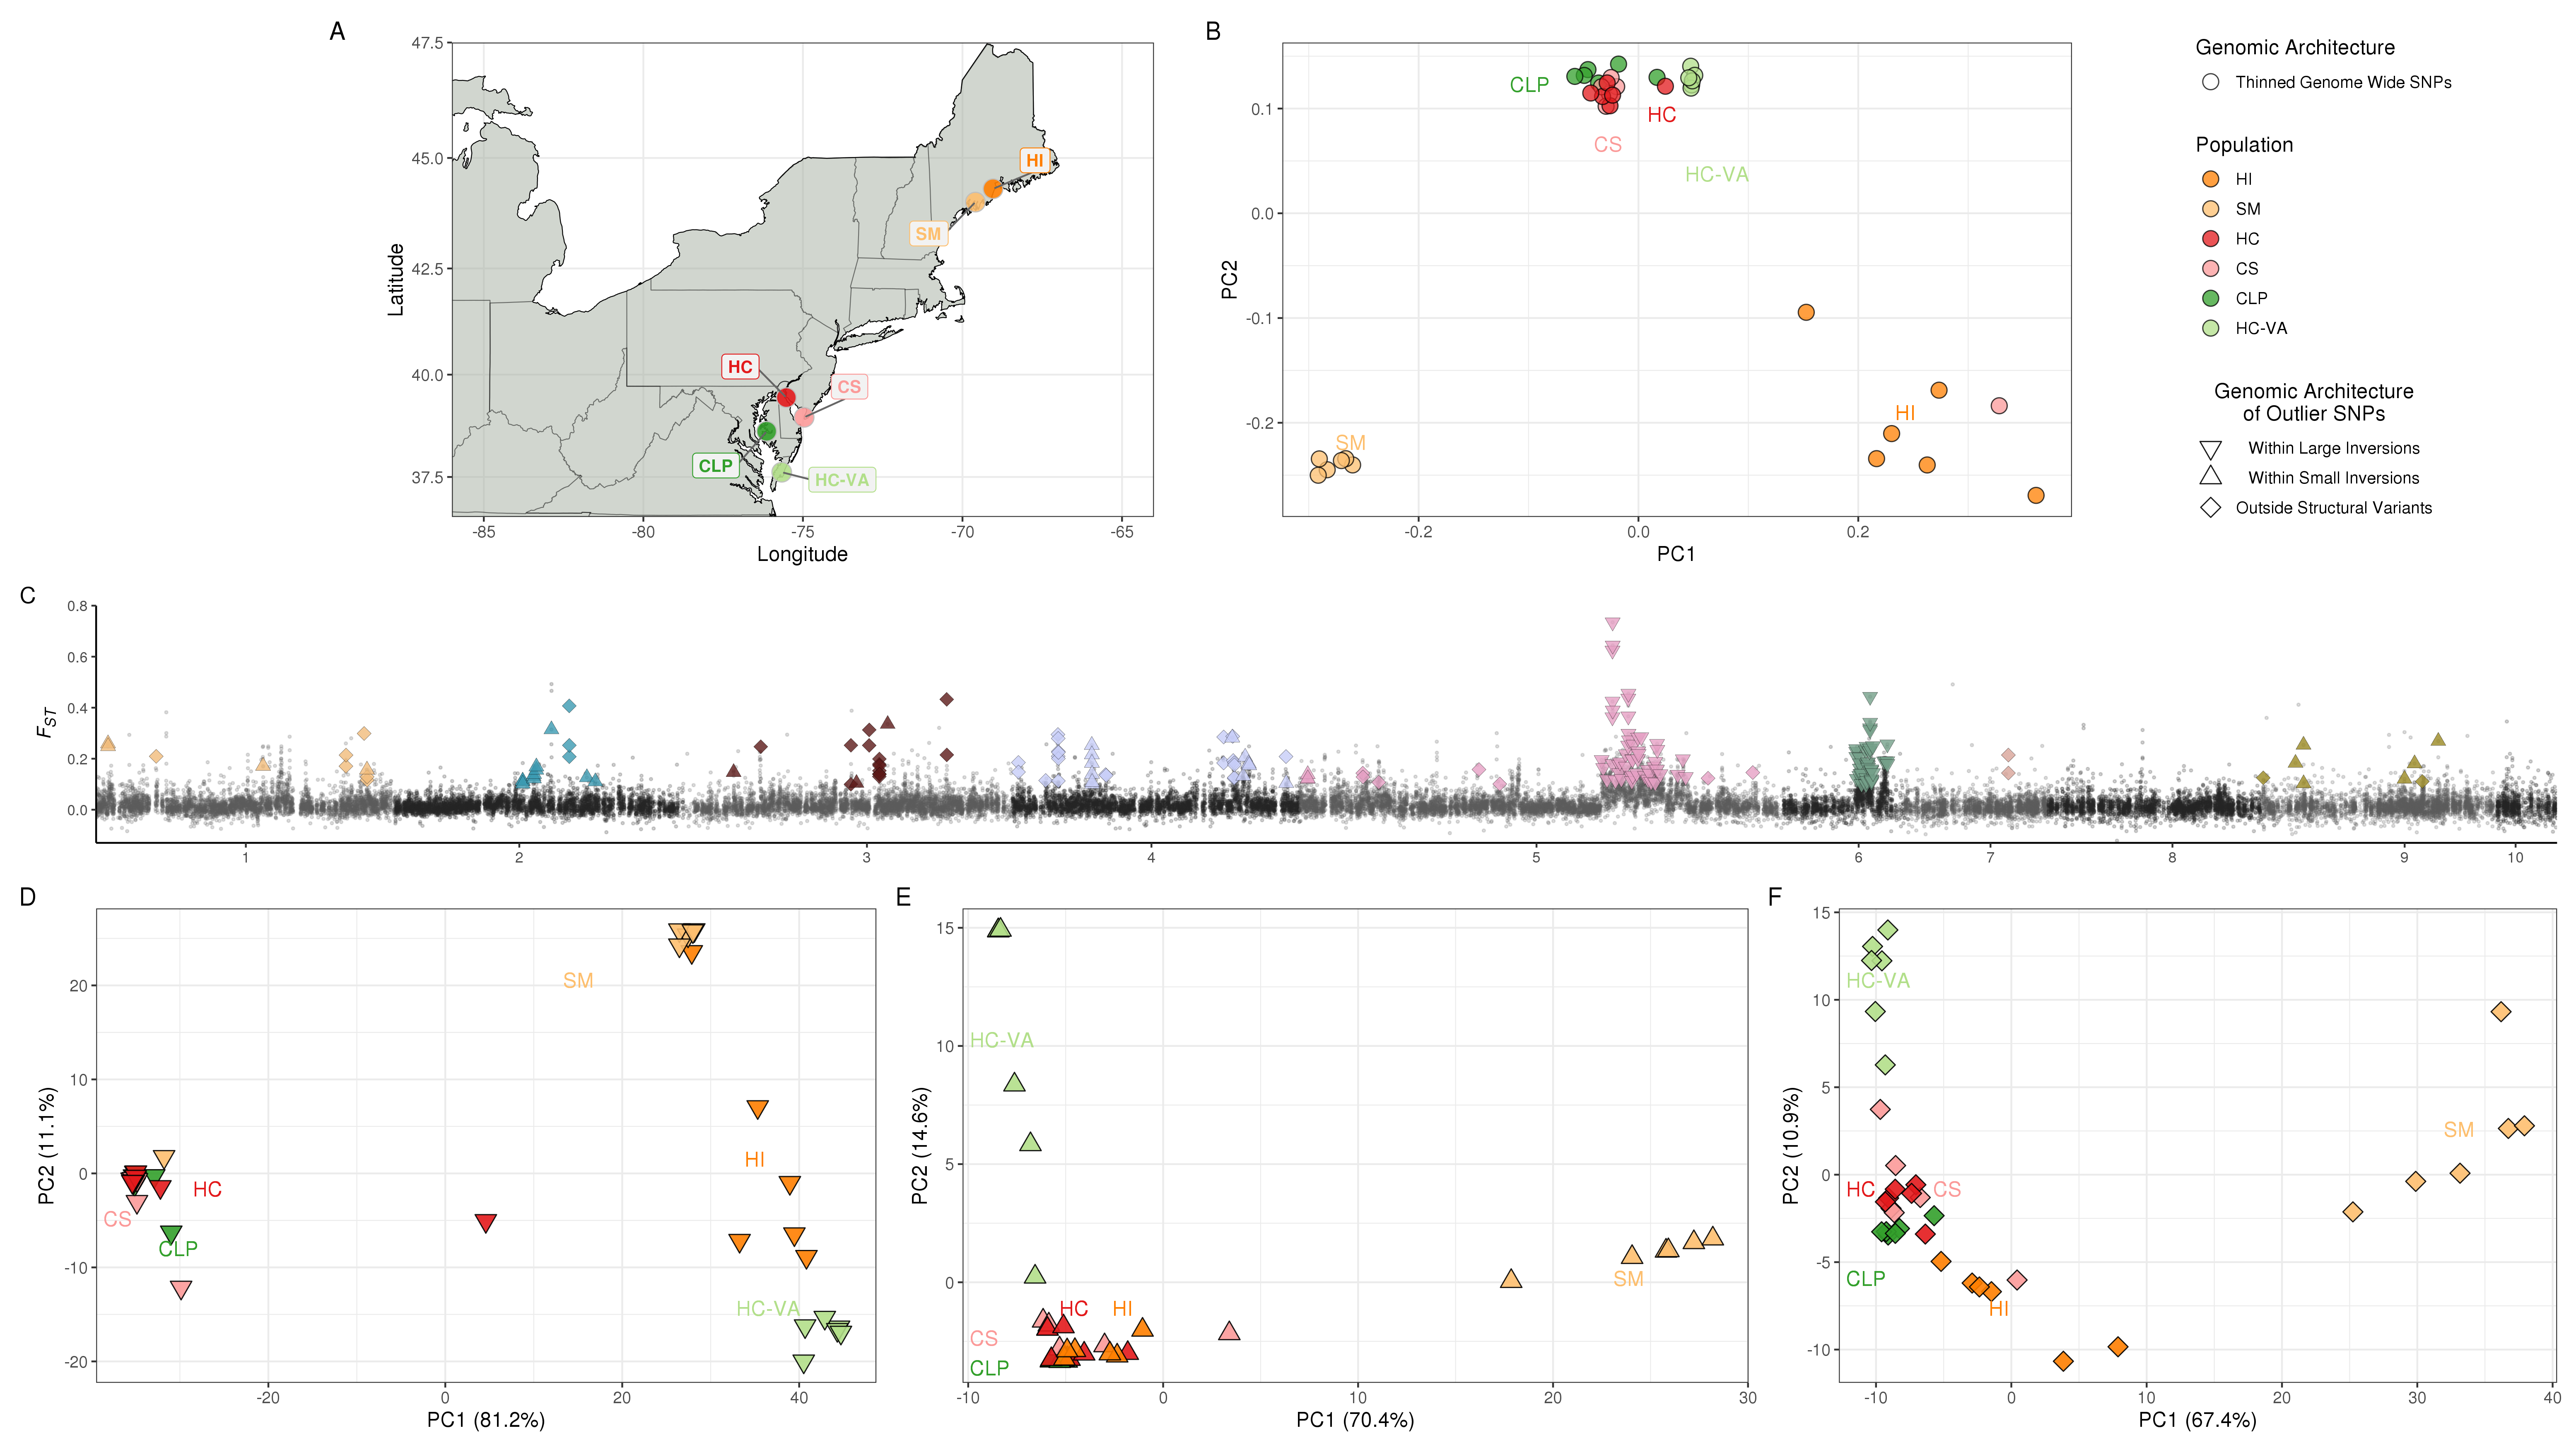 A
47.5
45.0
42.5
40.0
37.5
Latitude
-85
-80
-75
-70
-65
Longitude
HI
SM
HC
CS
CLP
HC-VA
B
0.1
0.0
-0.1
-0.2
PC2
-0.2
0.0
0.2
PC1
CLP
HC
CS
HC-VA
HI
SM
Genomic Architecture
Thinned Genome Wide SNPs
Population
HI
SM
HC
CS
CLP
HC-VA
Genomic Architecture
of Outlier SNPs
Within Large Inversions
Within Small Inversions
Outside Structural Variants
C
0.8
0.6
0.4
0.2
0.0
FST
1
2
3
4
5
6
7
8
9
10
D
20
10
0
-10
-20
PC2 (11.1%)
-20
0
20
40
PC1 (81.2%)
SM
HI
HC
CS
CLP
HC-VA
E
15
10
5
0
PC2 (14.6%)
-10
0
10
20
30
PC1 (70.4%)
HC-VA
SM
HC
HI
CS
CLP
F
15
10
5
0
-5
-10
PC2 (10.9%)
-10
0
10
20
30
40
PC1 (67.4%)
HC-VA
SM
HC
CS
CLP
HI